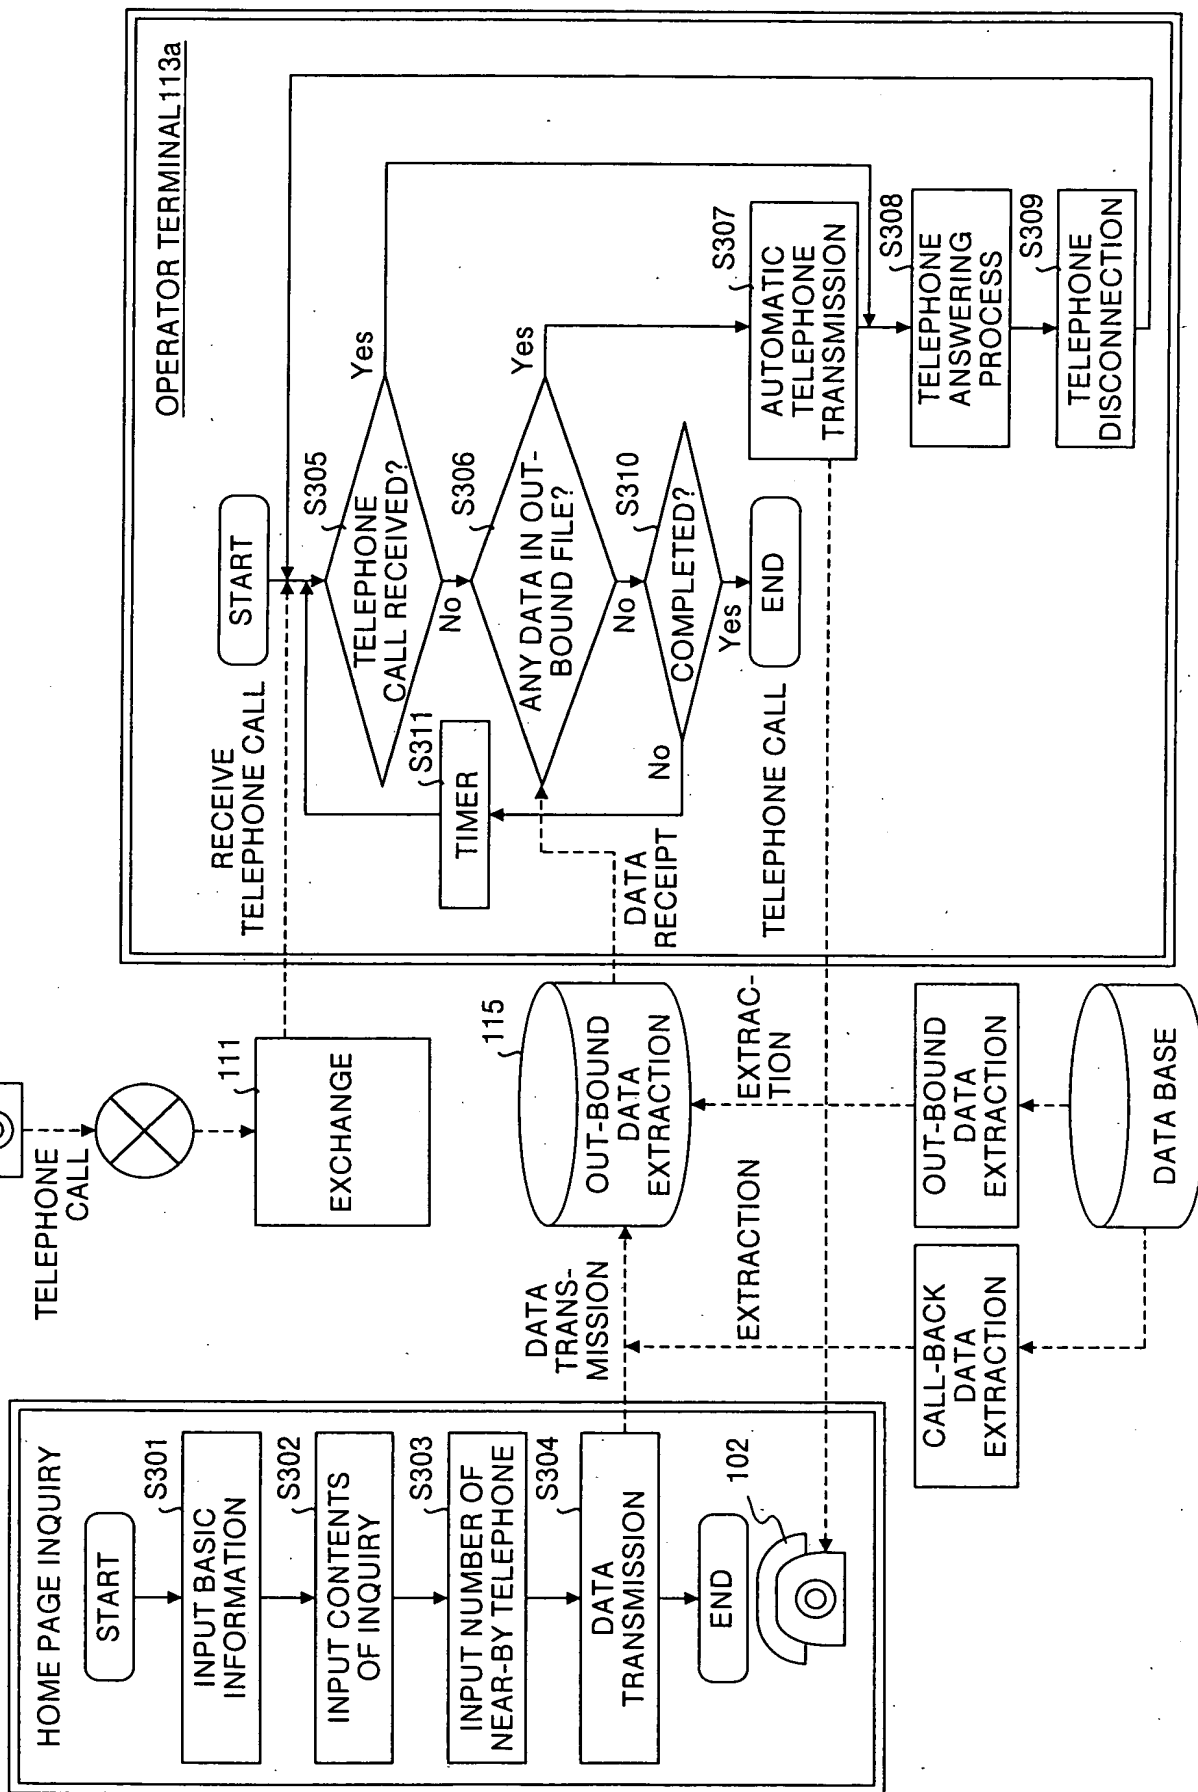 HOME PAGE INQUIRY
START
S301
INPUT BASIC
INFORMATION
S302
INPUT CONTENTS
OF INQUIRY
S303
INPUT NUMBER OF
NEAR-BY TELEPHONE
S304
DATA
TRANSMISSION
END
102
TELEPHONE
CALL
111
EXCHANGE
DATA
TRANS-
MISSION
115
OUT-BOUND
DATA
EXTRACTION
EXTRACTION
EXTRAC-
TION
CALL-BACK
DATA
EXTRACTION
OUT-BOUND
DATA
EXTRACTION
DATA BASE
OPERATOR TERMINAL113a
RECEIVE
TELEPHONE CALL
START
S305
TELEPHONE
CALL RECEIVED?
Yes
No
S311
TIMER
S306
ANY DATA IN OUT-
BOUND FILE?
Yes
No
DATA
RECEIPT
S310
COMPLETED?
No
Yes
END
TELEPHONE CALL
S307
AUTOMATIC
TELEPHONE
TRANSMISSION
S308
TELEPHONE
ANSWERING
PROCESS
S309
TELEPHONE
DISCONNECTION